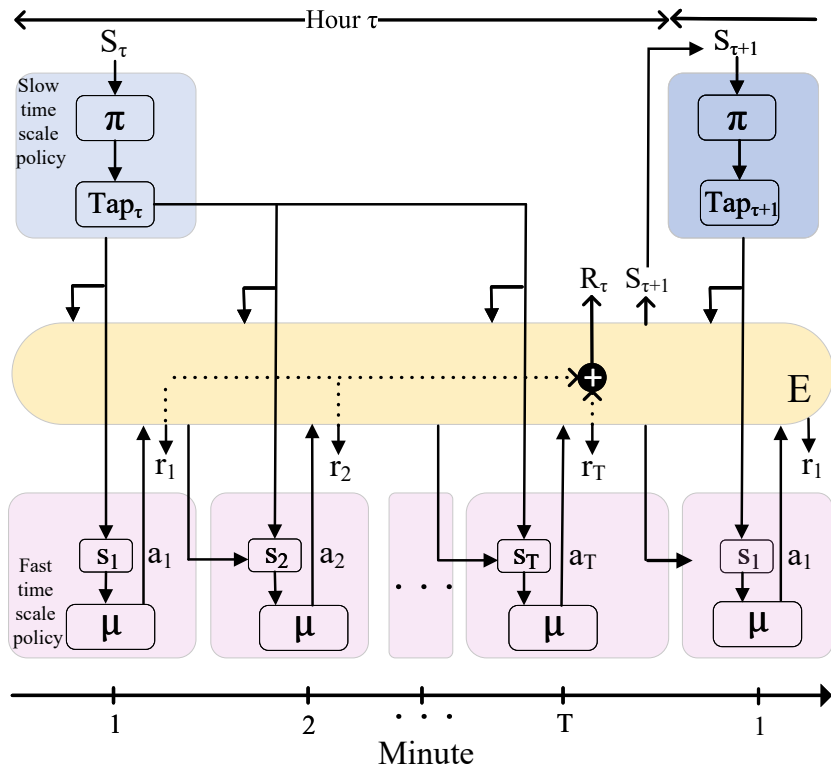 Hour τ
S_τ
S_τ+1
Slow
time
scale
policy
π
π
Tap_τ
Tap_τ+1
R_τ
S_τ+1
+
E
r_1
r_2
r_T
r_1
s_1
a_1
s_2
a_2
s_T
a_T
s_1
a_1
Fast
time
scale
policy
μ
μ
. . .
μ
μ
1
2
. . .
T
1
Minute